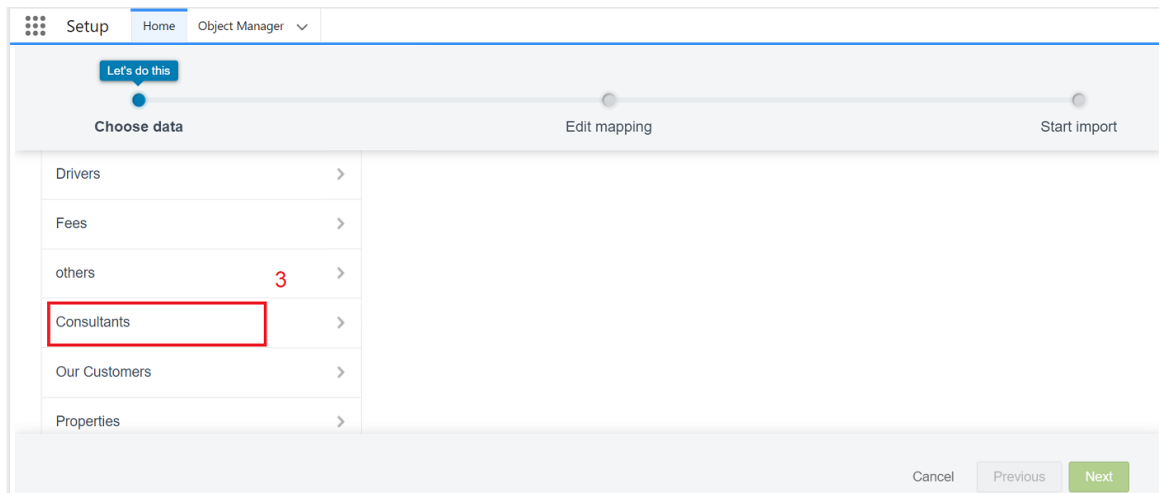 Setup Home Object Manager
Let's do this
Choose data Edit mapping Start import
Drivers
Fees
others
3
Consultants
Our Customers
Properties
Cancel Previous Next